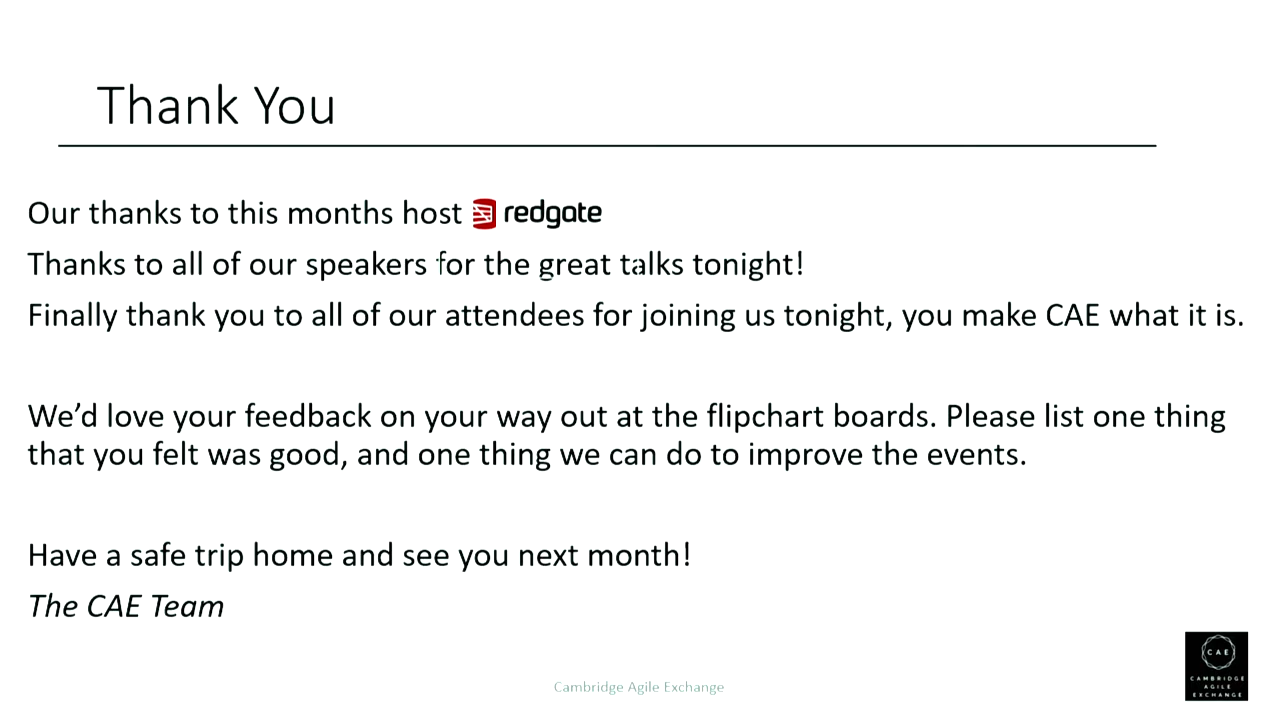 Thank You
Our thanks to this months host redgate
Thanks to all of our speakers for the great talks tonight!
Finally thank you to all of our attendees for joining us tonight, you make CAE what it is.
We’d love your feedback on your way out at the flipchart boards. Please list one thing
that you felt was good, and one thing we can do to improve the events.
Have a safe trip home and see you next month!
The CAE Team
Cambridge Agile Exchange
CAE
CAMBRIDGE
AGILE
EXCHANGE